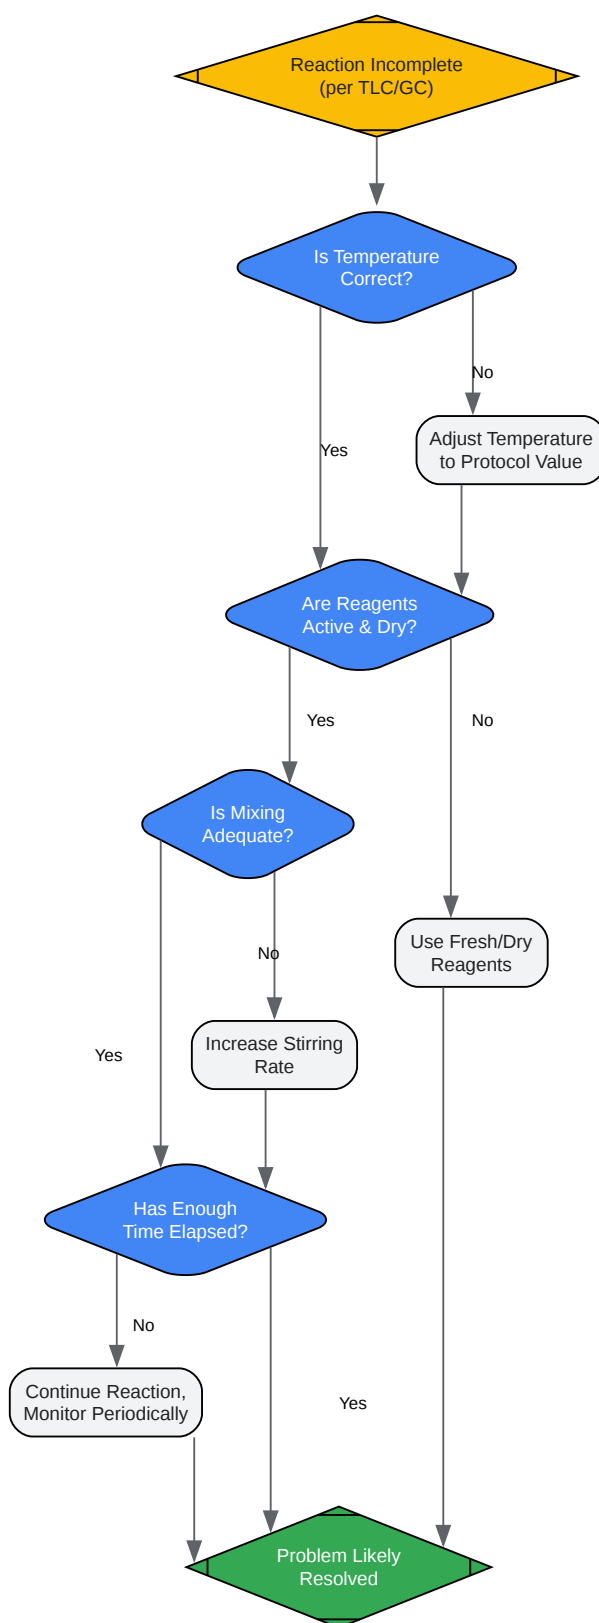 Reaction Incomplete
(per TLC/GC)
Is Temperature
Correct?
No
Adjust Temperature
to Protocol Value
Yes
Are Reagents
Active & Dry?
Yes
No
Is Mixing
Adequate?
No
Use Fresh/Dry
Reagents
Increase Stirring
Rate
Yes
Has Enough
Time Elapsed?
No
Continue Reaction,
Monitor Periodically
Yes
Problem Likely
Resolved